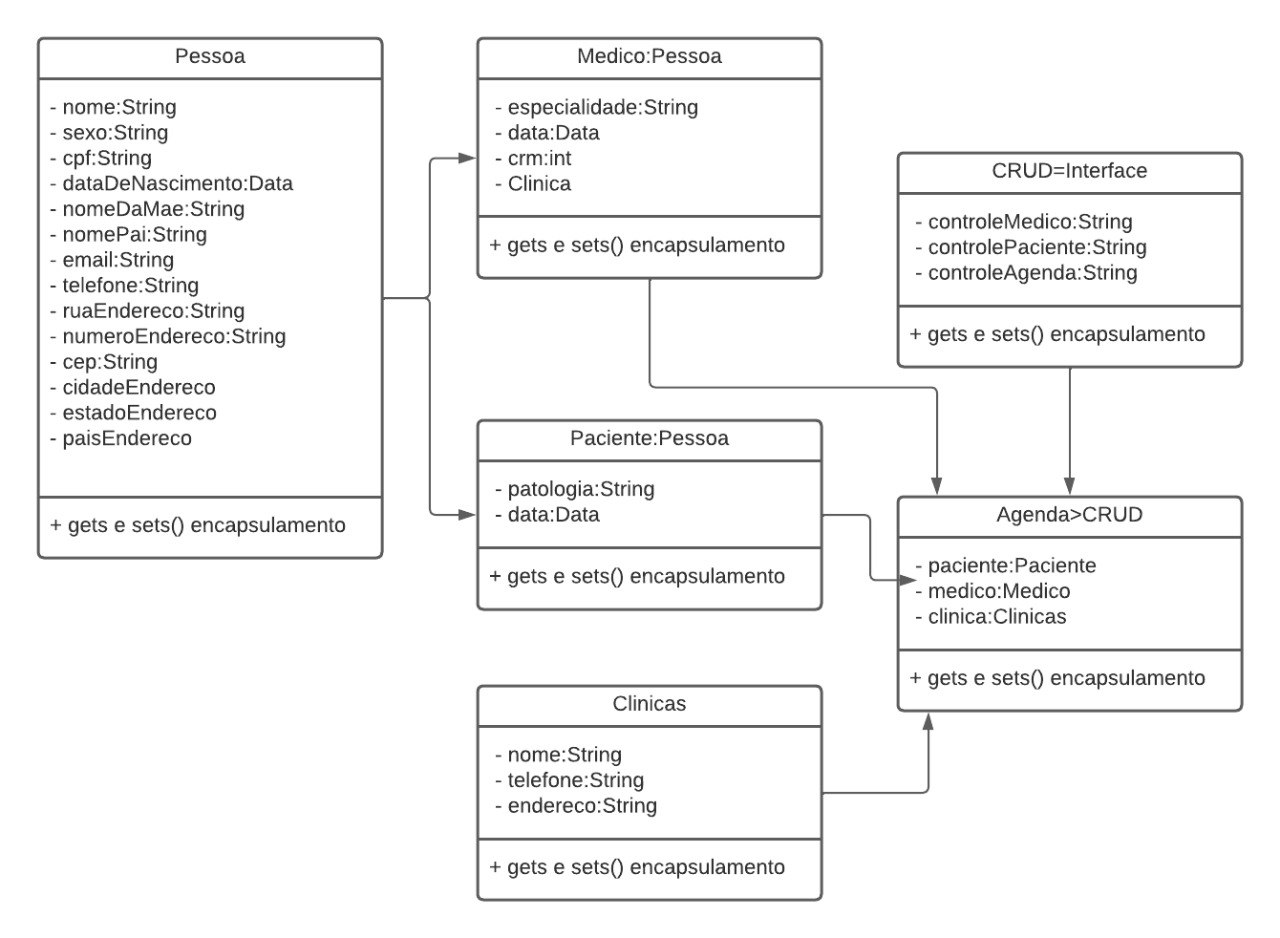 Pessoa
- nome:String
- sexo:String
- cpf:String
- dataDeNascimento:Data
- nomeDaMae:String
- nomePai:String
- email:String
- telefone:String
- ruaEndereco:String
- numeroEndereco:String
- cep:String
- cidadeEndereco
- estadoEndereco
- paisEndereco
+ gets e sets() encapsulamento
Medico:Pessoa
- especialidade:String
- data:Data
- crm:int
- Clinica
+ gets e sets() encapsulamento
Paciente:Pessoa
- patologia:String
- data:Data
+ gets e sets() encapsulamento
Clinicas
- nome:String
- telefone:String
- endereco:String
+ gets e sets() encapsulamento
CRUD=Interface
- controleMedico:String
- controlePaciente:String
- controleAgenda:String
+ gets e sets() encapsulamento
Agenda>CRUD
- paciente:Paciente
- medico:Medico
- clinica:Clinicas
+ gets e sets() encapsulamento